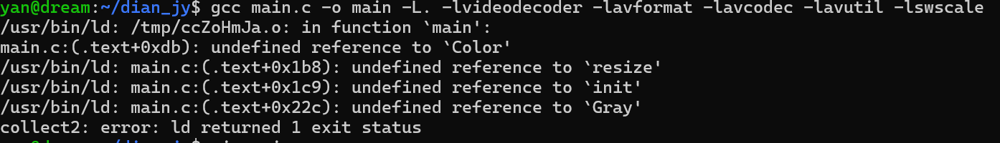 yan@dream:~/dian_jy$ gcc main.c -o main -L. -lvideodecoder -lavformat -lavcodec -lavutil -lswscale
/usr/bin/ld: /tmp/ccZoHmJa.o: in function `main':
main.c:(.text+0xdb): undefined reference to `Color'
/usr/bin/ld: main.c:(.text+0x1b8): undefined reference to `resize'
/usr/bin/ld: main.c:(.text+0x1c9): undefined reference to `init'
/usr/bin/ld: main.c:(.text+0x22c): undefined reference to `Gray'
collect2: error: ld returned 1 exit status